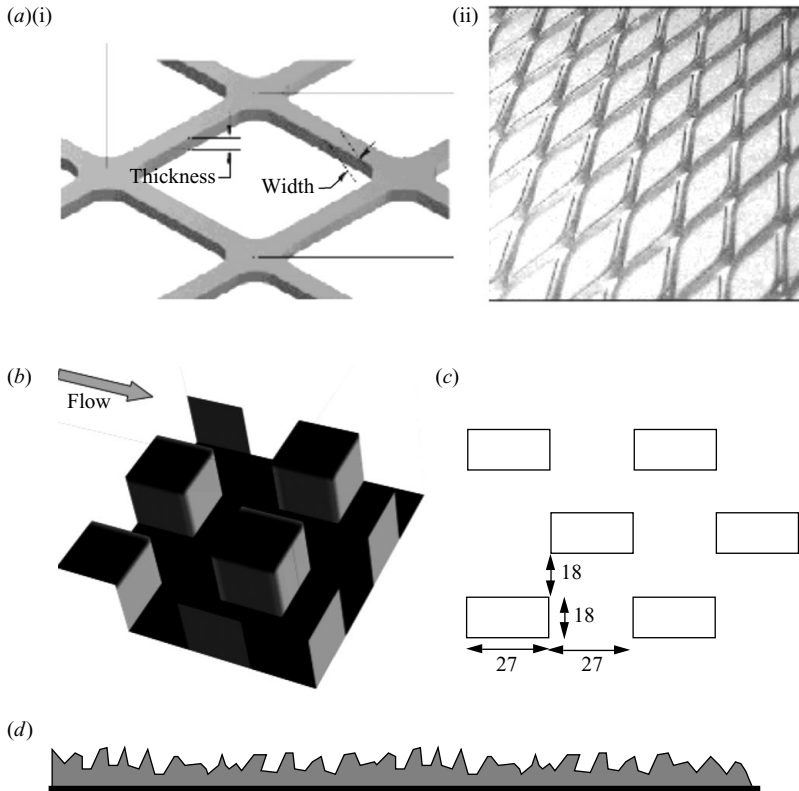 (a)(i)
(ii)
Thickness
Width
(b)
Flow
(c)
18
18
27
27
(d)